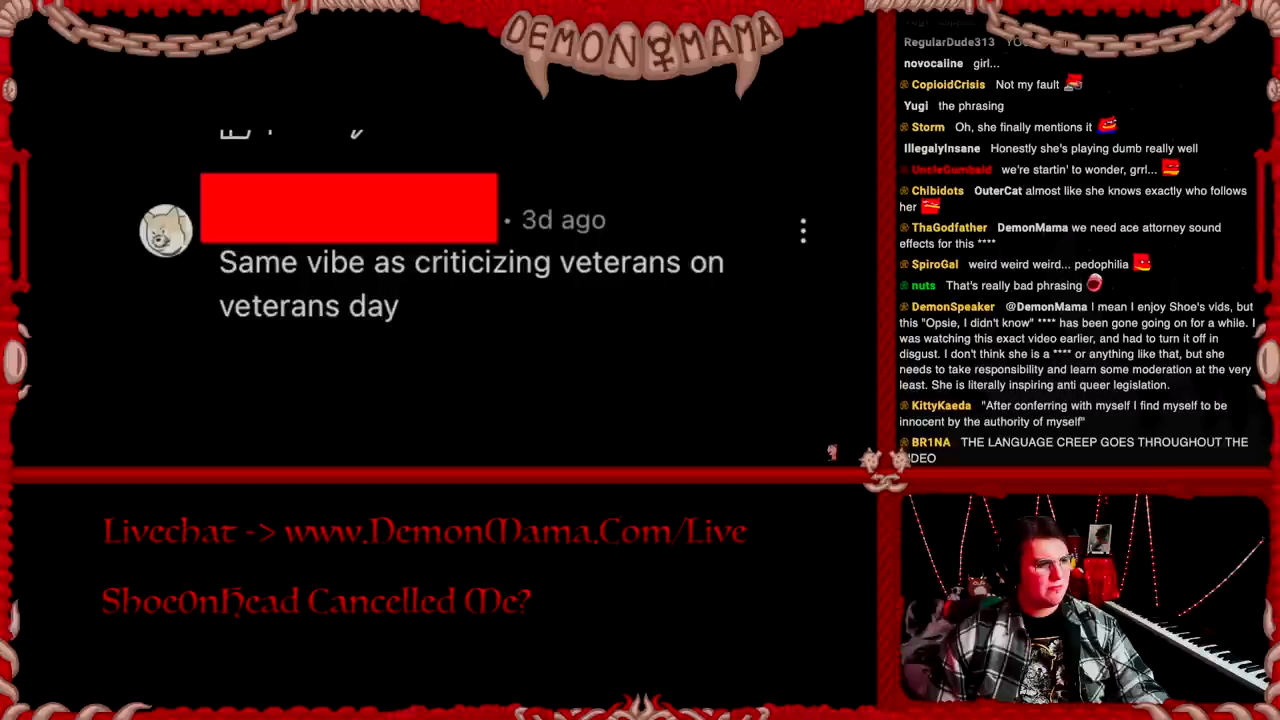 DEMON MAMA
RegularDude313
novocaline girl...
CopioidCrisis Not my fault
Yugi the phrasing
Storm Oh, she finally mentions it
IllegalyInsane Honestly she's playing dumb really well
UncleGumbald we're startin' to wonder, grrl...
Chibidots OuterCat almost like she knows exactly who follows
her
ThaGodfather DemonMama we need ace attorney sound
effects for this ****
SpiroGal weird weird weird... pedophilia
nuts That's really bad phrasing
DemonSpeaker @DemonMama I mean I enjoy Shoe's vids, but
this "Opsie, I didn't know" **** has been gone going on for a while. I
was watching this exact video earlier, and had to turn it off in
disgust. I don't think she is a **** or anything like that, but she
needs to take responsibility and learn some moderation at the very
least. She is literally inspiring anti queer legislation.
KittyKaeda "After conferring with myself I find myself to be
innocent by the authority of myself"
BR1NA THE LANGUAGE CREEP GOES THROUGHOUT THE
• 3d ago
Same vibe as criticizing veterans on
veterans day
Livechat -> www.DemonMama.Com/Live
ShoeOnHead Cancelled Me?